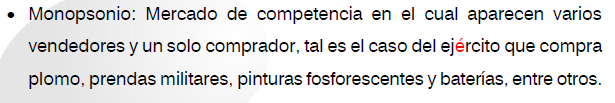 • Monopsonio: Mercado de competencia en el cual aparecen varios
vendedores y un solo comprador, tal es el caso del ejército que compra
plomo, prendas militares, pinturas fosforescentes y baterías, entre otros.